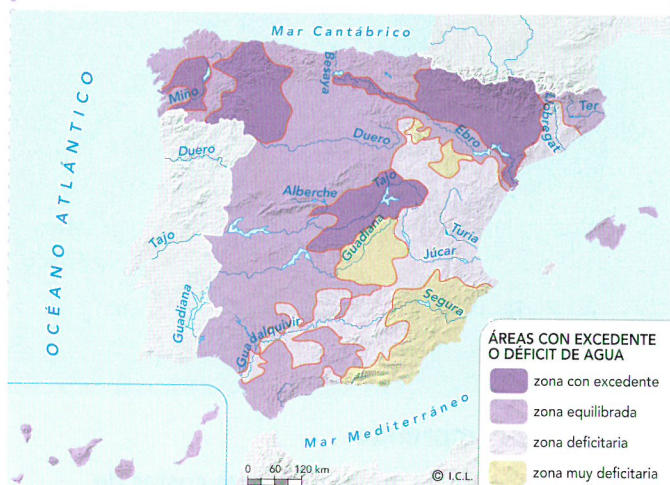 Mar Cantábrico
OCÉANO ATLÁNTICO
Miño
Besaya
Llobregat
Ter
Duero
Duero
Ebro
Alberche
Tajo
Tajo
Guadiana
Turia
Júcar
Guadiana
Guadalquivir
Segura
Mar Mediterráneo
0 60 120 km
© I.C.L.
ÁREAS CON EXCEDENTE
O DÉFICIT DE AGUA
zona con excedente
zona equilibrada
zona deficitaria
zona muy deficitaria